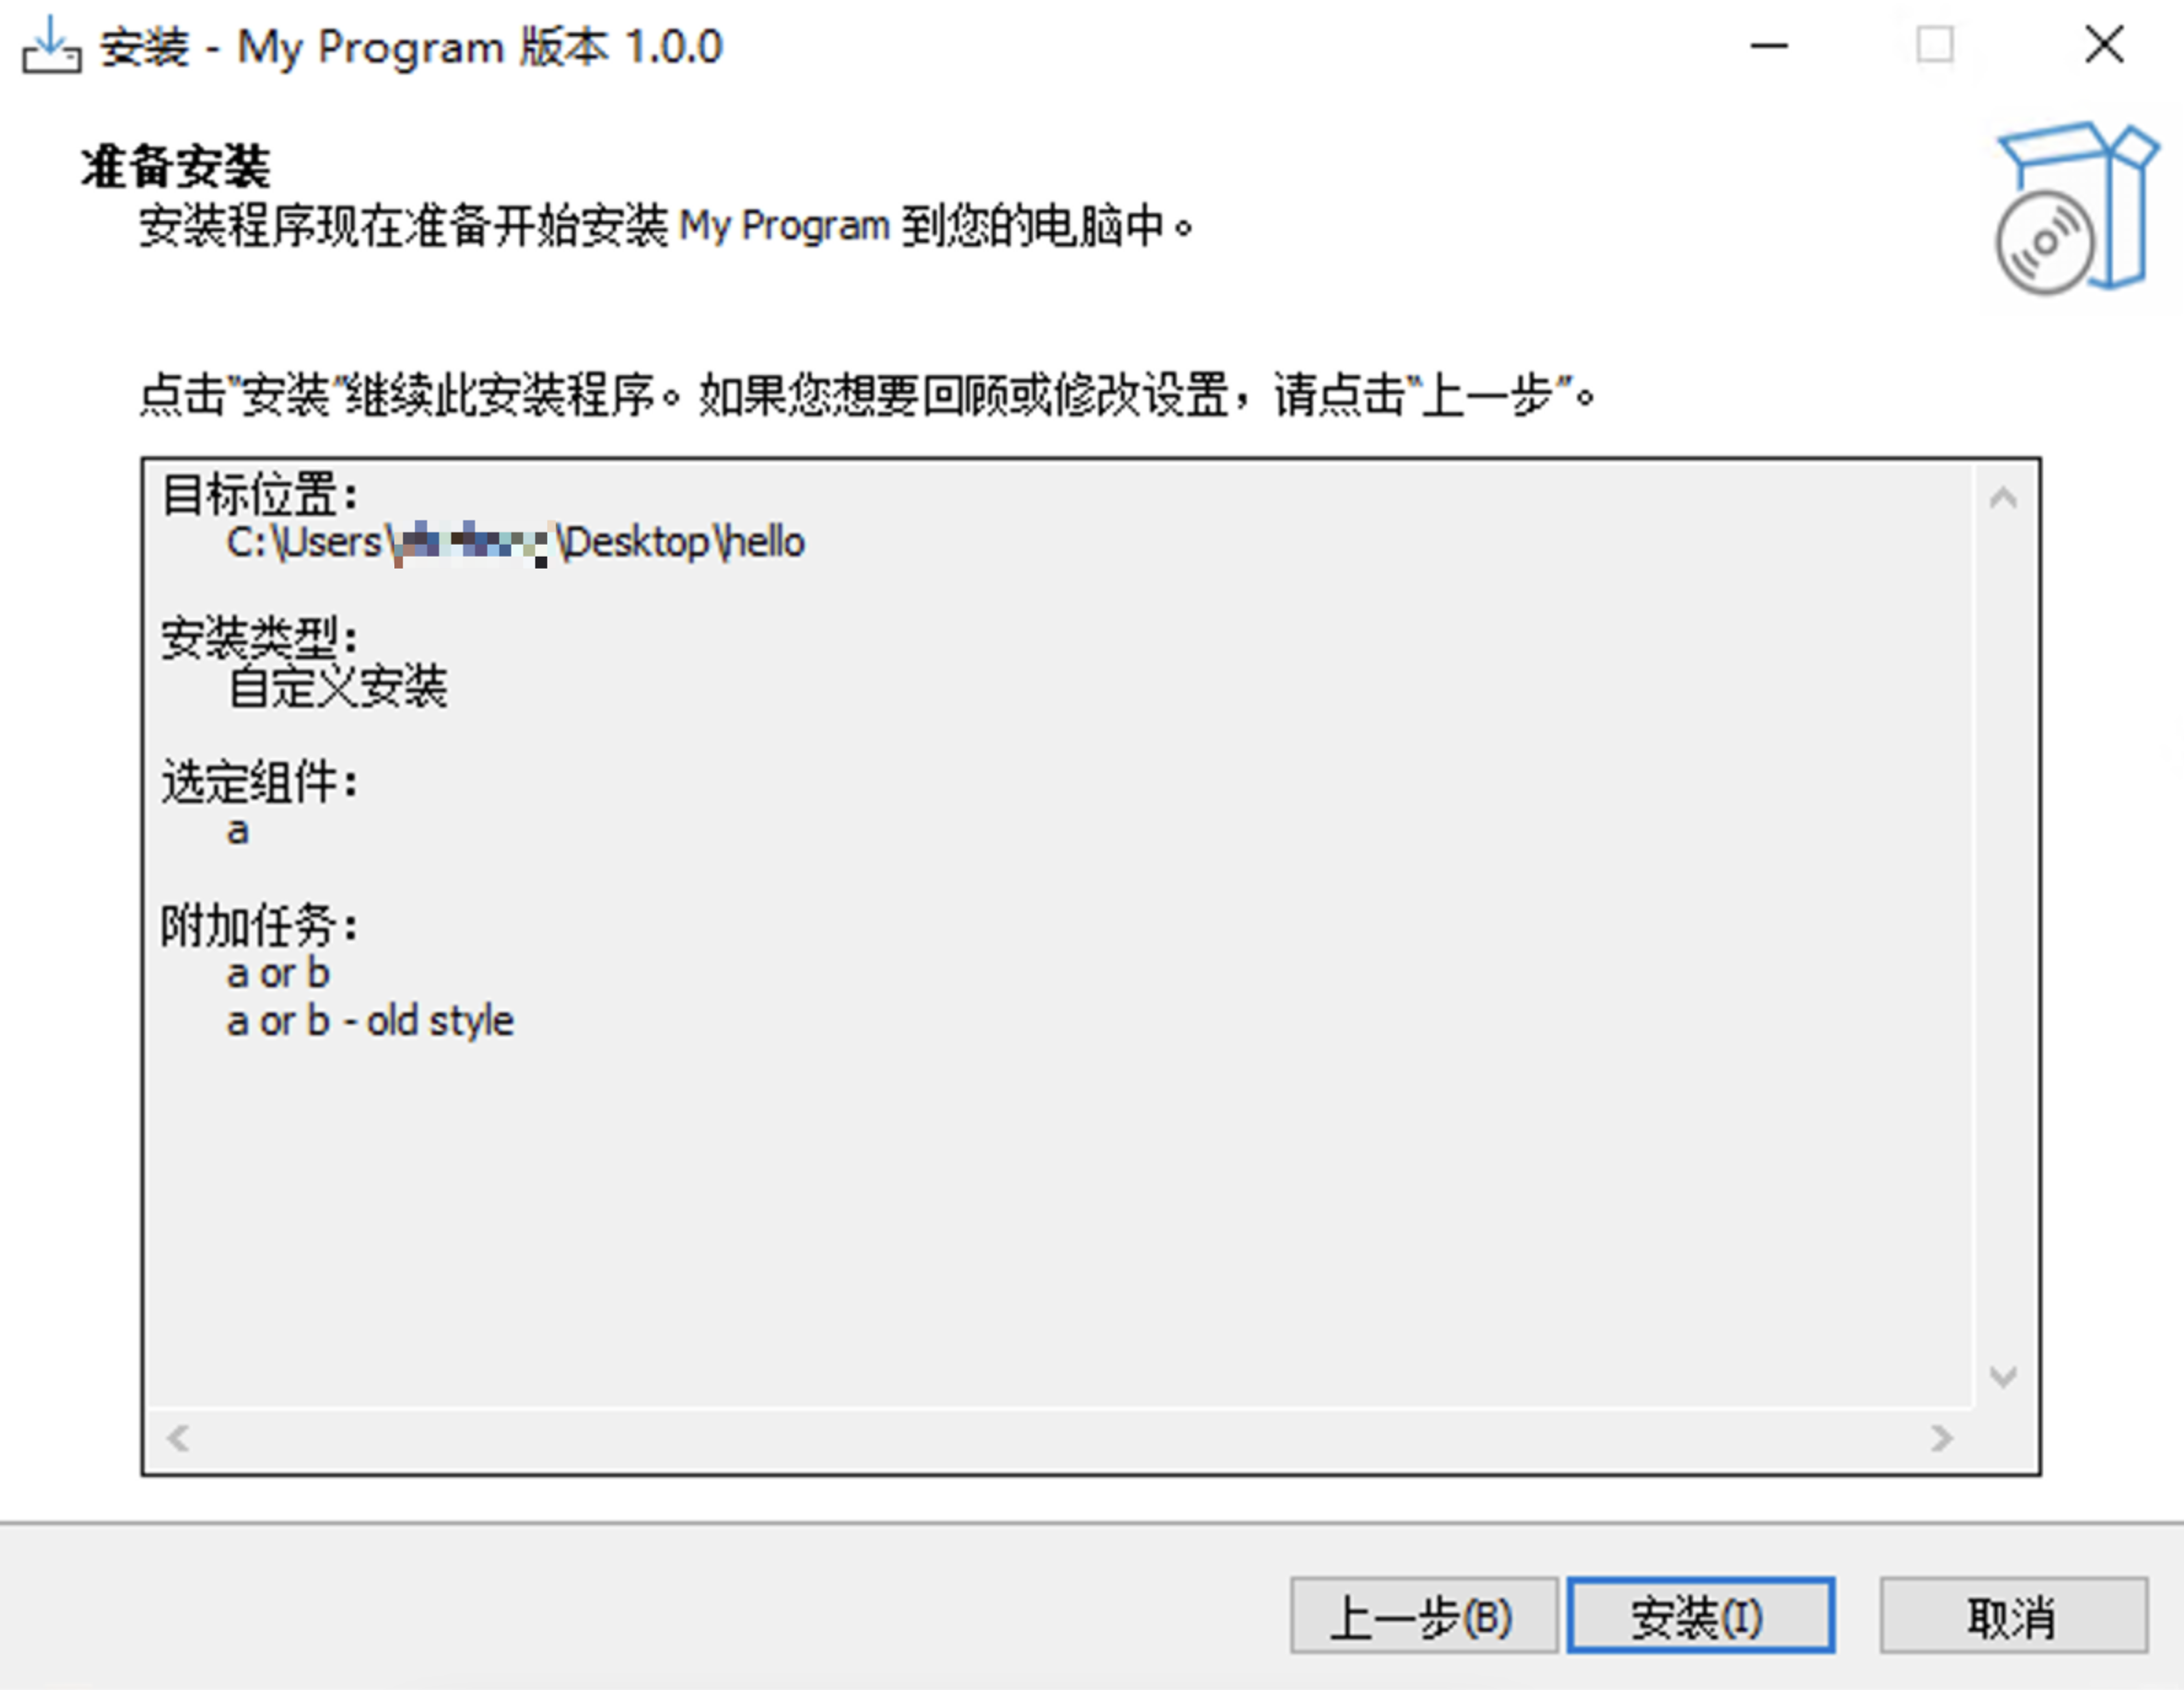 安装 - My Program 版本 1.0.0
准备安装
安装程序现在准备开始安装 My Program 到您的电脑中。
点击“安装”继续此安装程序。如果您想要回顾或修改设置，请点击“上一步”。
目标位置：
C:\Users\ \Desktop\hello
安装类型：
自定义安装
选定组件：
a
附加任务：
a or b
a or b - old style
上一步(B) 安装(I) 取消